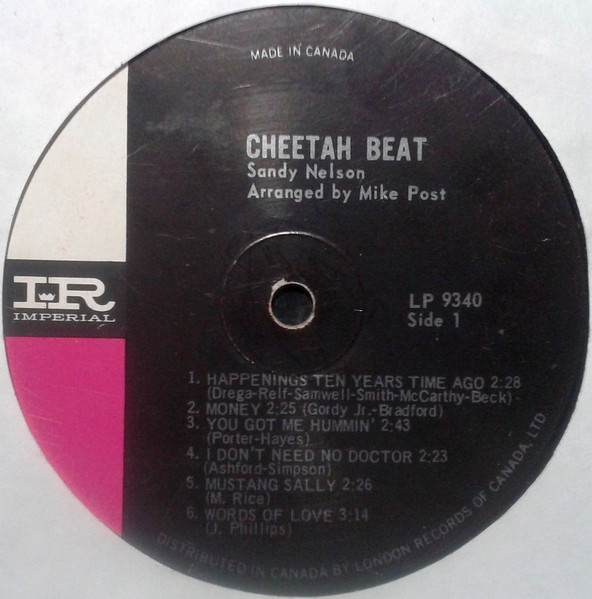 MADE IN CANADA
CHEETAH BEAT
Sandy Nelson
Arranged by Mike Post
IR
IMPERIAL
LP 9340
Side 1
1. HAPPENINGS TEN YEARS TIME AGO 2:28
(Drega-Relf-Samwell-Smith-McCarthy-Beck)
2. MONEY 2:25 (Gordy Jr.-Bradford)
3. YOU GOT ME HUMMIN' 2:43
(Porter-Hayes)
4. I DON'T NEED NO DOCTOR 2:23
(Ashford-Simpson)
5. MUSTANG SALLY 2:26
(M. Rice)
6. WORDS OF LOVE 3:14
(J. Phillips)
DISTRIBUTED IN CANADA BY LONDON RECORDS OF CANADA, LTD.